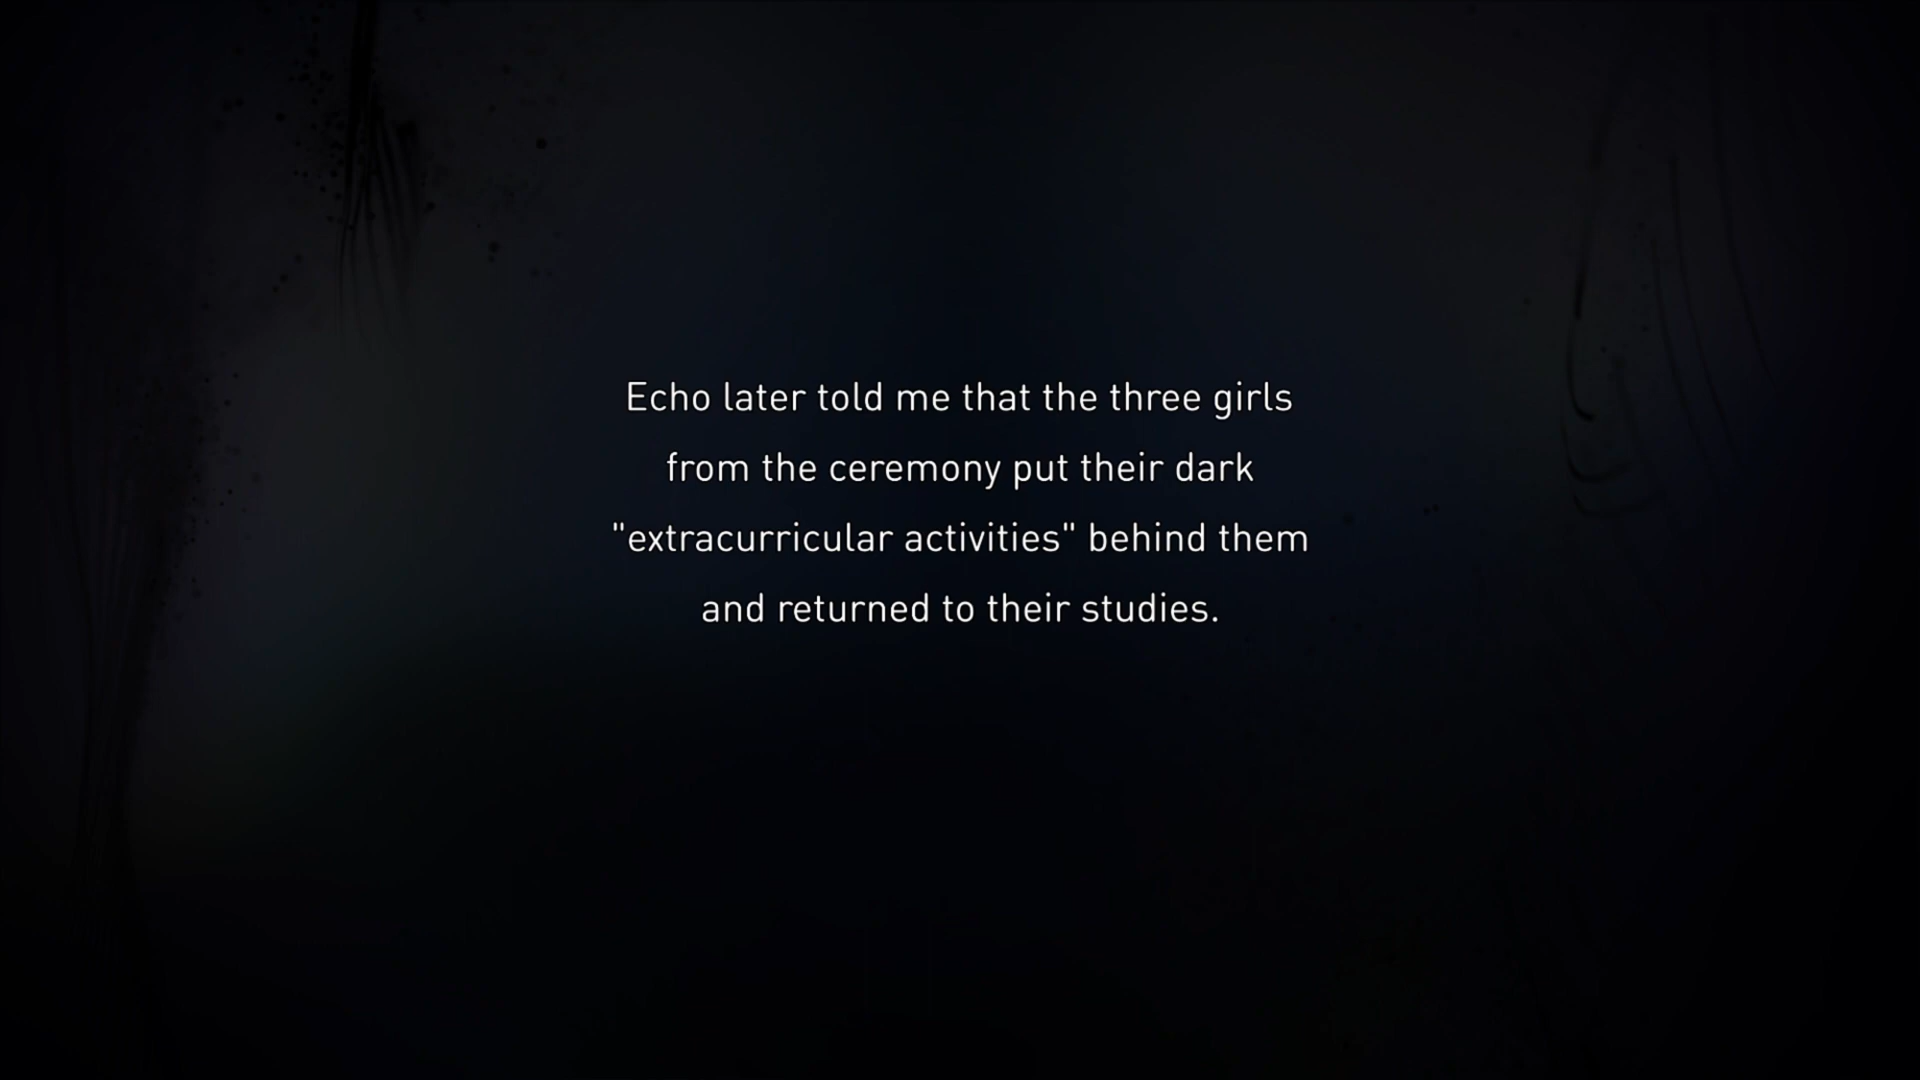 Echo later told me that the three girls
from the ceremony put their dark
"extracurricular activities" behind them
and returned to their studies.